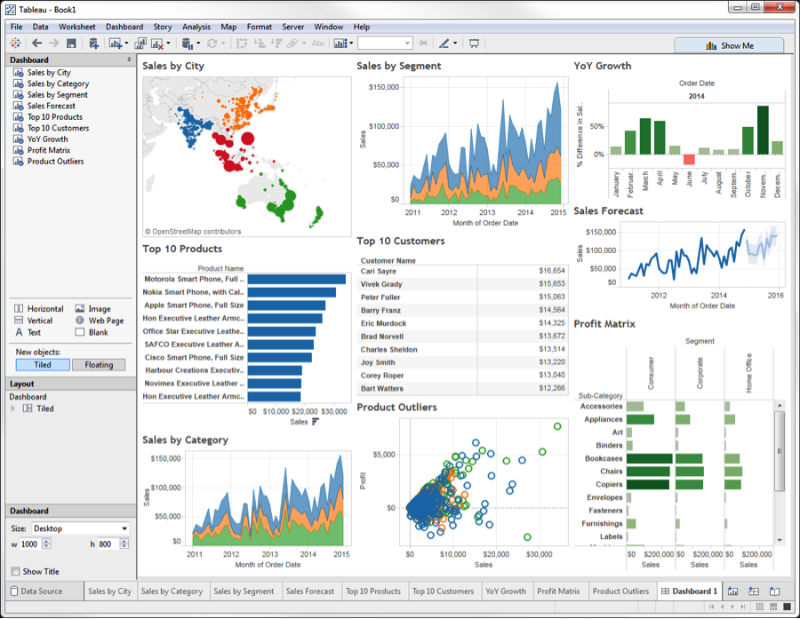 Tableau - Book1
File Data Worksheet Dashboard Story Analysis Map Format Server Window Help
Abc
Show Me
Dashboard
Sales by City
Sales by Category
Sales by Segment
Sales Forecast
Top 10 Products
Top 10 Customers
YoY Growth
Profit Matrix
Product Outliers
Horizontal Image
Vertical Web Page
A Text Blank
New objects:
Tiled Floating
Layout
Dashboard
Tiled
Dashboard
Size: Desktop
w 1000 h 800
Show Title
Sales by City
© OpenStreetMap contributors
Top 10 Products
Product Name
Motorola Smart Phone, Full ..
Nokia Smart Phone, with Cal..
Apple Smart Phone, Full Size
Hon Executive Leather Armc..
Office Star Executive Leathe..
SAFCO Executive Leather A..
Cisco Smart Phone, Full Size
Harbour Creations Executiv..
Novimex Executive Leather..
Hon Executive Leather Armc..
$0 $10,000 $20,000 $30,000
Sales
Sales by Category
Sales
$150,000
$100,000
$50,000
$0
2011 2012 2013 2014 2015
Month of Order Date
Sales by Segment
Sales
$150,000
$100,000
$50,000
$0
2011 2012 2013 2014 2015
Month of Order Date
Top 10 Customers
Customer Name
Cari Sayre $16,654
Vivek Grady $15,653
Peter Fuller $15,063
Barry Franz $14,564
Eric Murdock $14,325
Brad Norvell $13,672
Charles Sheldon $13,514
Joy Smith $13,220
Corey Roper $13,040
Bart Watters $12,266
Product Outliers
Profit
$5,000
$0
$0 $10,000 $20,000 $30,000
Sales
YoY Growth
Order Date
2014
% Difference in Sal..
50%
0%
January
Februar..
March
April
May
June
July
August
Septem..
October
Novem..
Decem..
Sales Forecast
Sales
$150,000
$100,000
$50,000
$0
2012 2014 2016
Month of Order Date
Profit Matrix
Segment
Consumer
Corporate
Home Office
Sub-Category
Accessories
Appliances
Art
Binders
Bookcases
Chairs
Copiers
Envelopes
Fasteners
Furnishings
Labels
$0 $200,000 $0 $200,000 $0 $200,000
Sales Sales Sales
Data Source Sales by City Sales by Category Sales by Segment Sales Forecast Top 10 Products Top 10 Customers YoY Growth Profit Matrix Product Outliers Dashboard 1